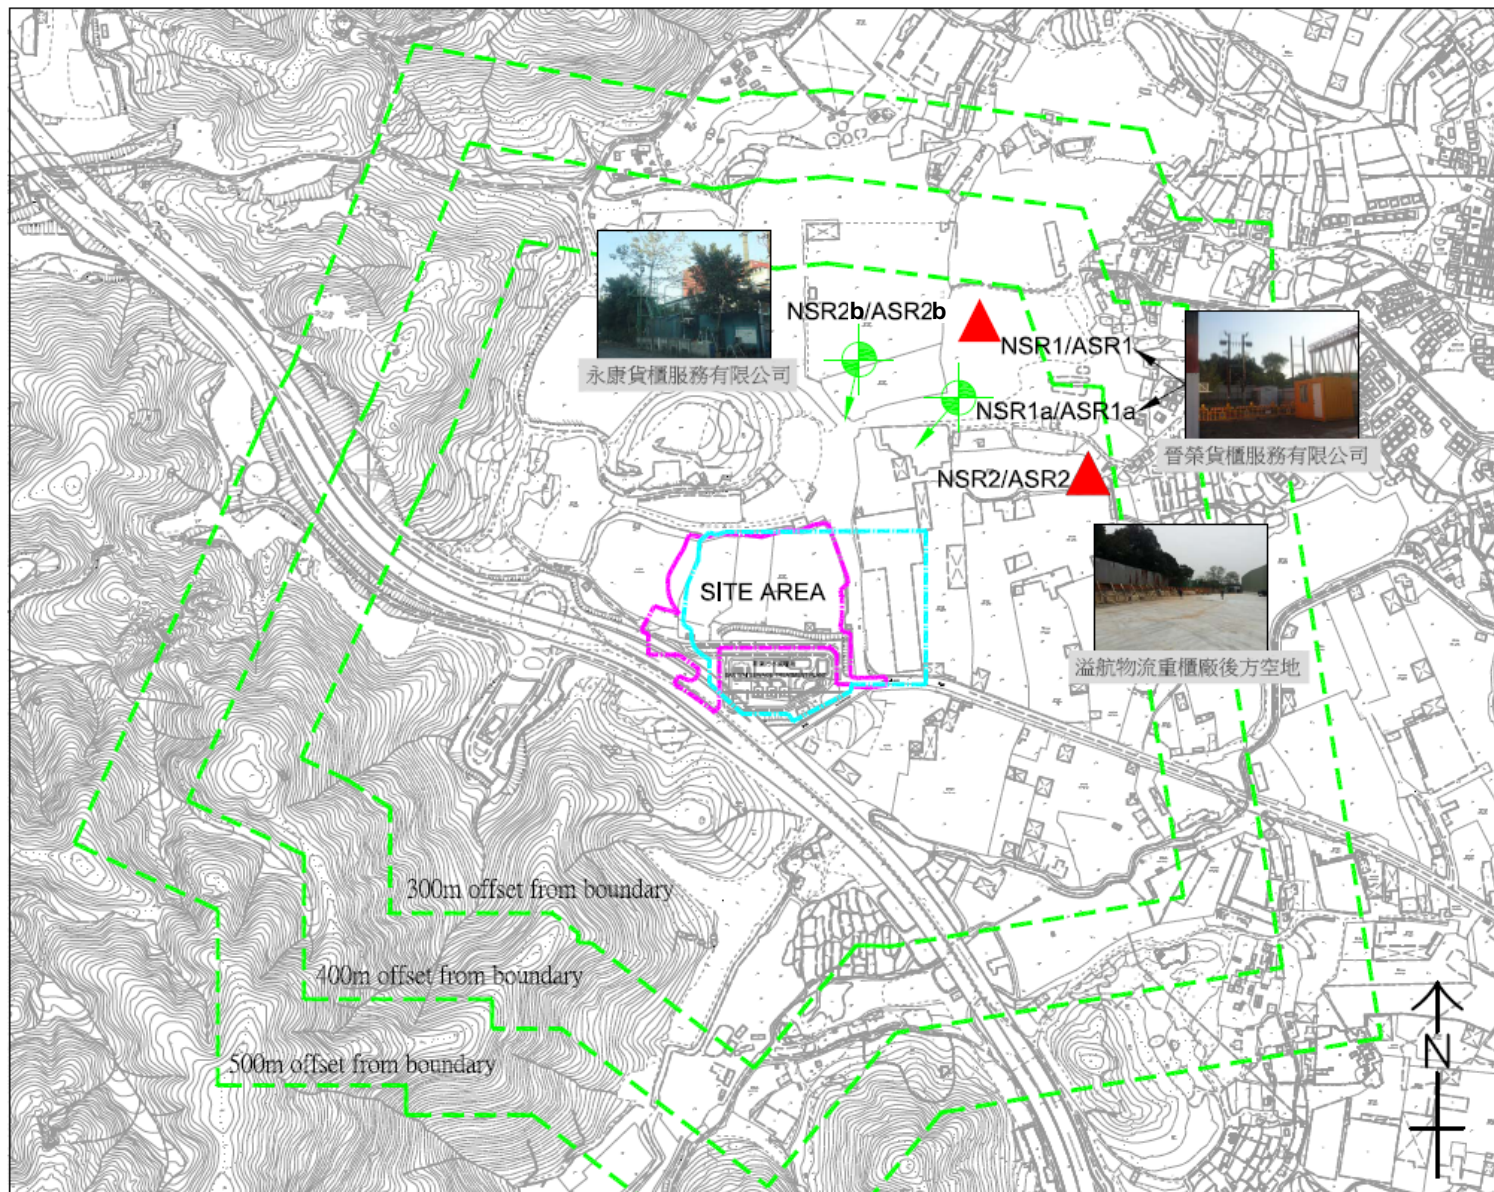 NSR2b/ASR2b
NSR1/ASR1
永康貨櫃服務有限公司
NSR1a/ASR1a
晉榮貨櫃服務有限公司
NSR2/ASR2
SITE AREA
溢航物流重櫃廠後方空地
300m offset from boundary
400m offset from boundary
500m offset from boundary
N